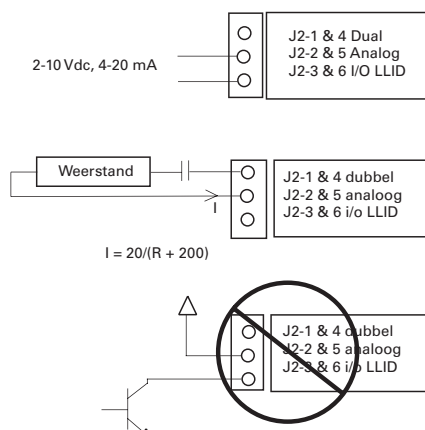 J2-1 & 4 Dual
2-10 Vdc, 4-20 mA
J2-2 & 5 Analog
J2-3 & 6 I/O LLID
Weerstand
J2-1 & 4 dubbel
J2-2 & 5 analoog
J2-3 & 6 i/o LLID
I
I = 20/(R + 200)
J2-1 & 4 dubbel
J2-2 & 5 analoog
J2-3 & 6 i/o LLID